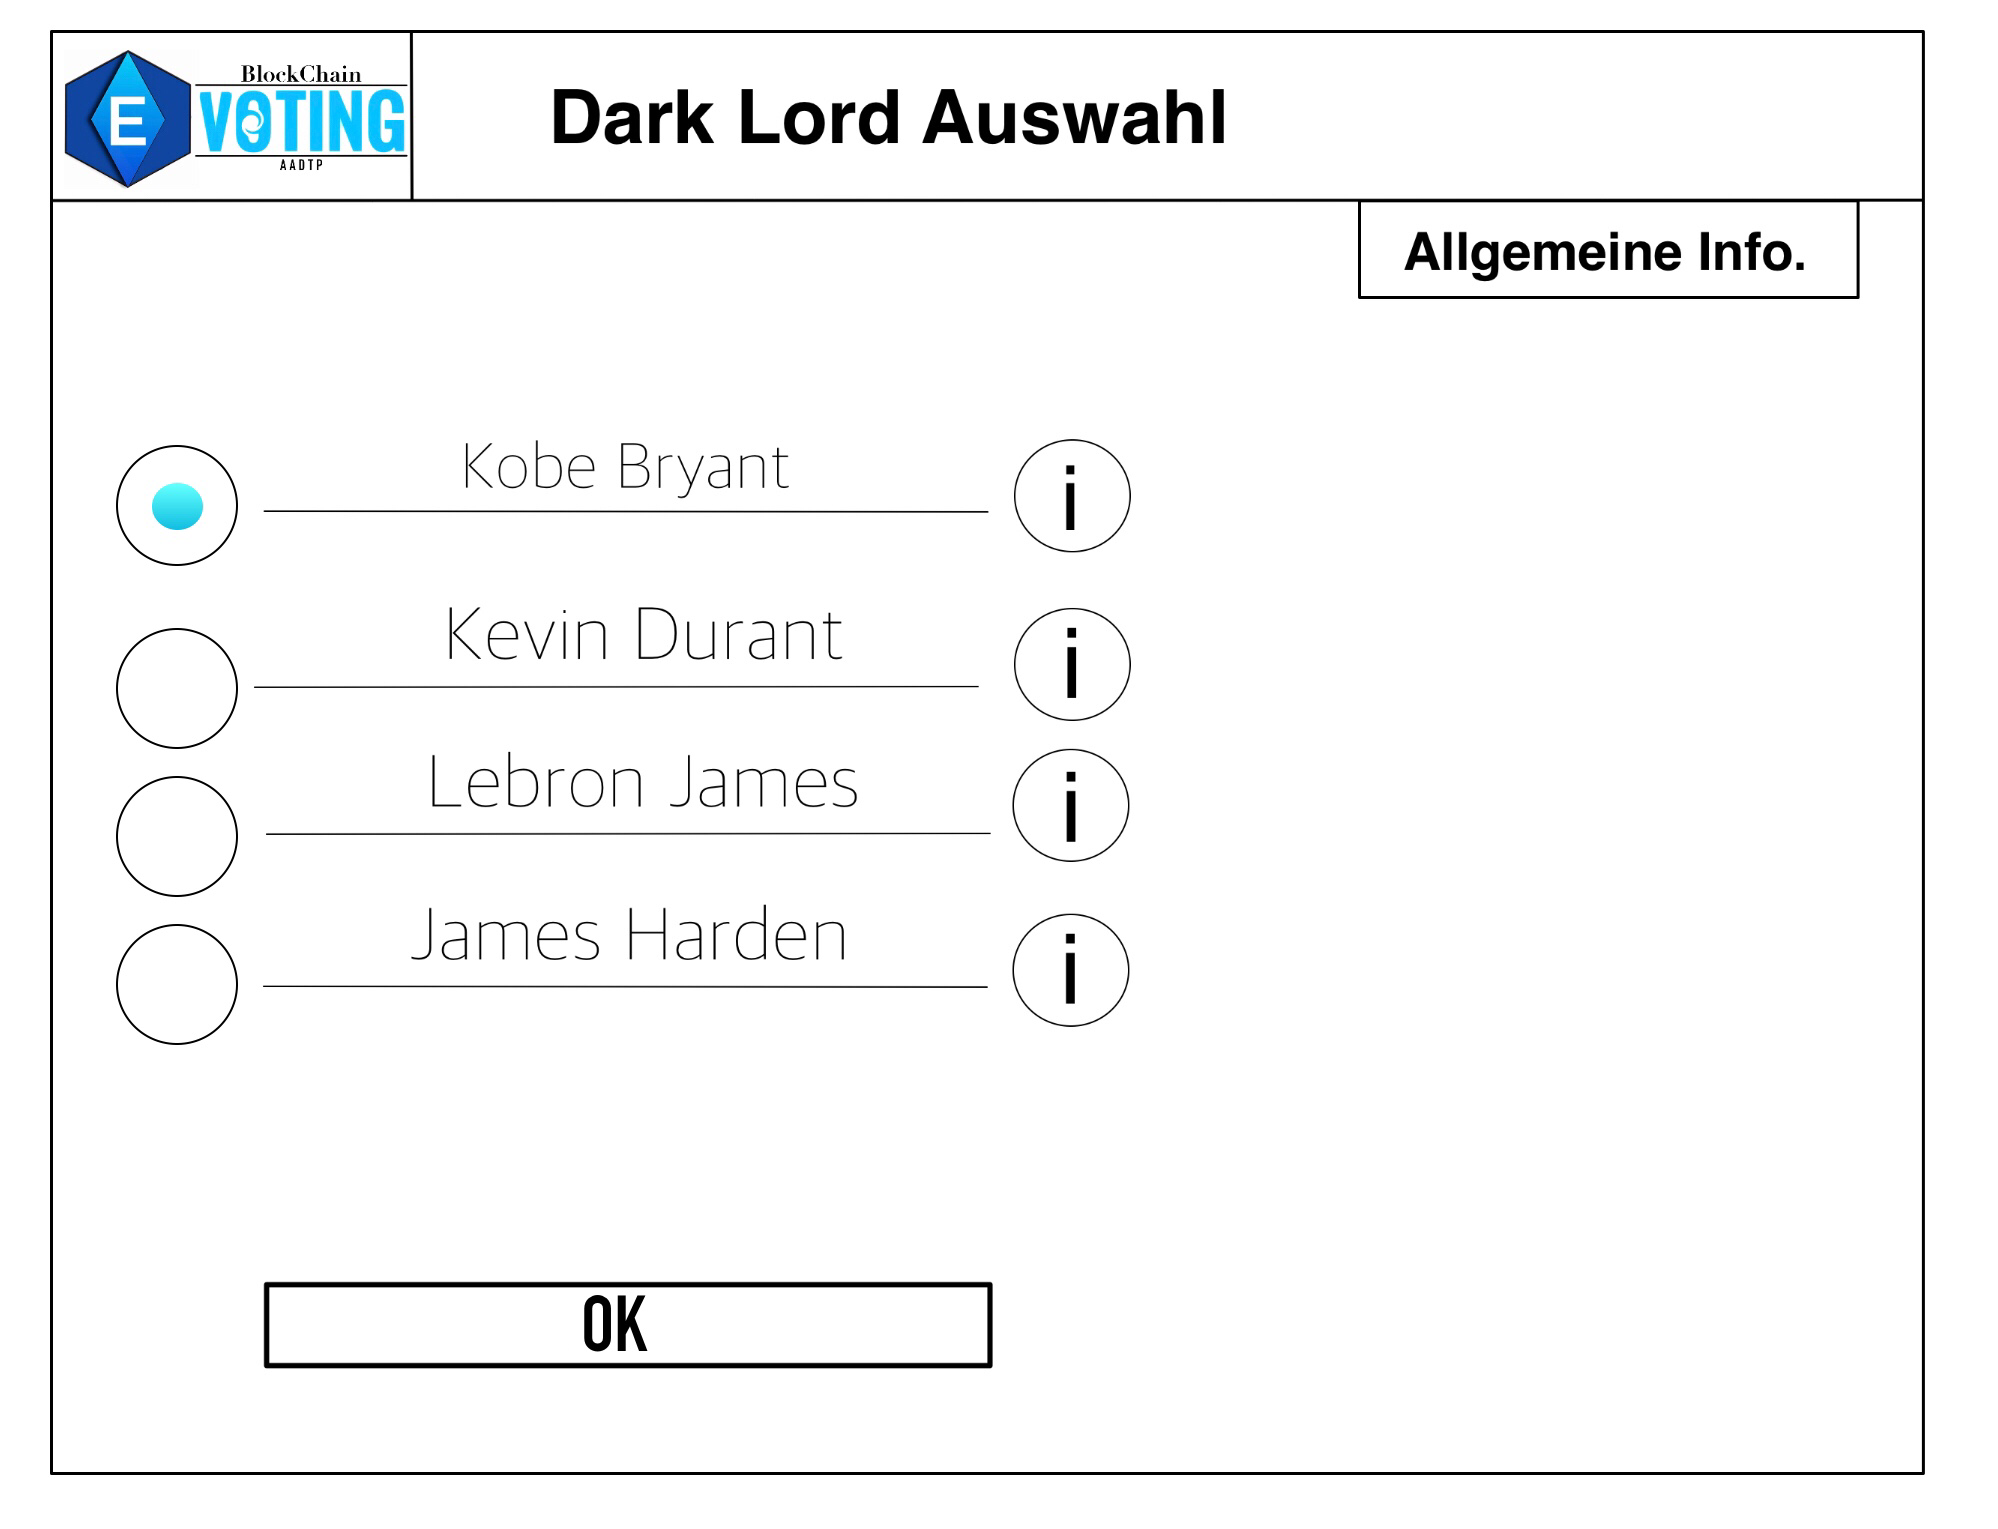 BlockChain
E
VOTING
AADTP
Dark Lord Auswahl
Allgemeine Info.
Kobe Bryant
i
Kevin Durant
i
Lebron James
i
James Harden
i
OK